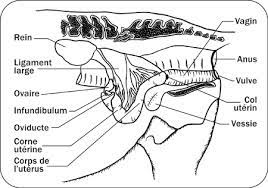 Rein
Ligament
large
Ovaire
Infundibulum
Oviducte
Corne
utérine
Corps de
l'utérus
Vagin
Anus
Vulve
Col
utérin
Vessie